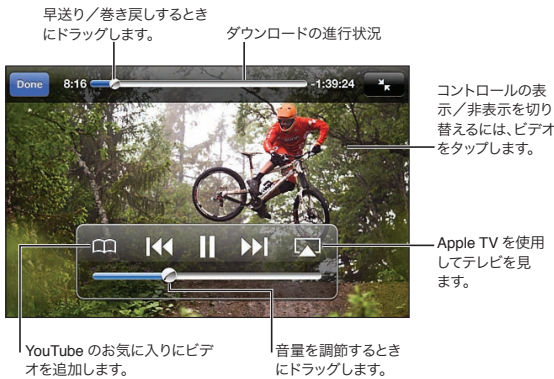 早送り／巻き戻しするとき
にドラッグします。
ダウンロードの進行状況
Done
8:16
-1:39:24
コントロールの表
示／非表示を切り
替えるには、ビデオ
をタップします。
Apple TV を使用
してテレビを見
ます。
YouTube のお気に入りにビデ
オを追加します。
音量を調節するとき
にドラッグします。